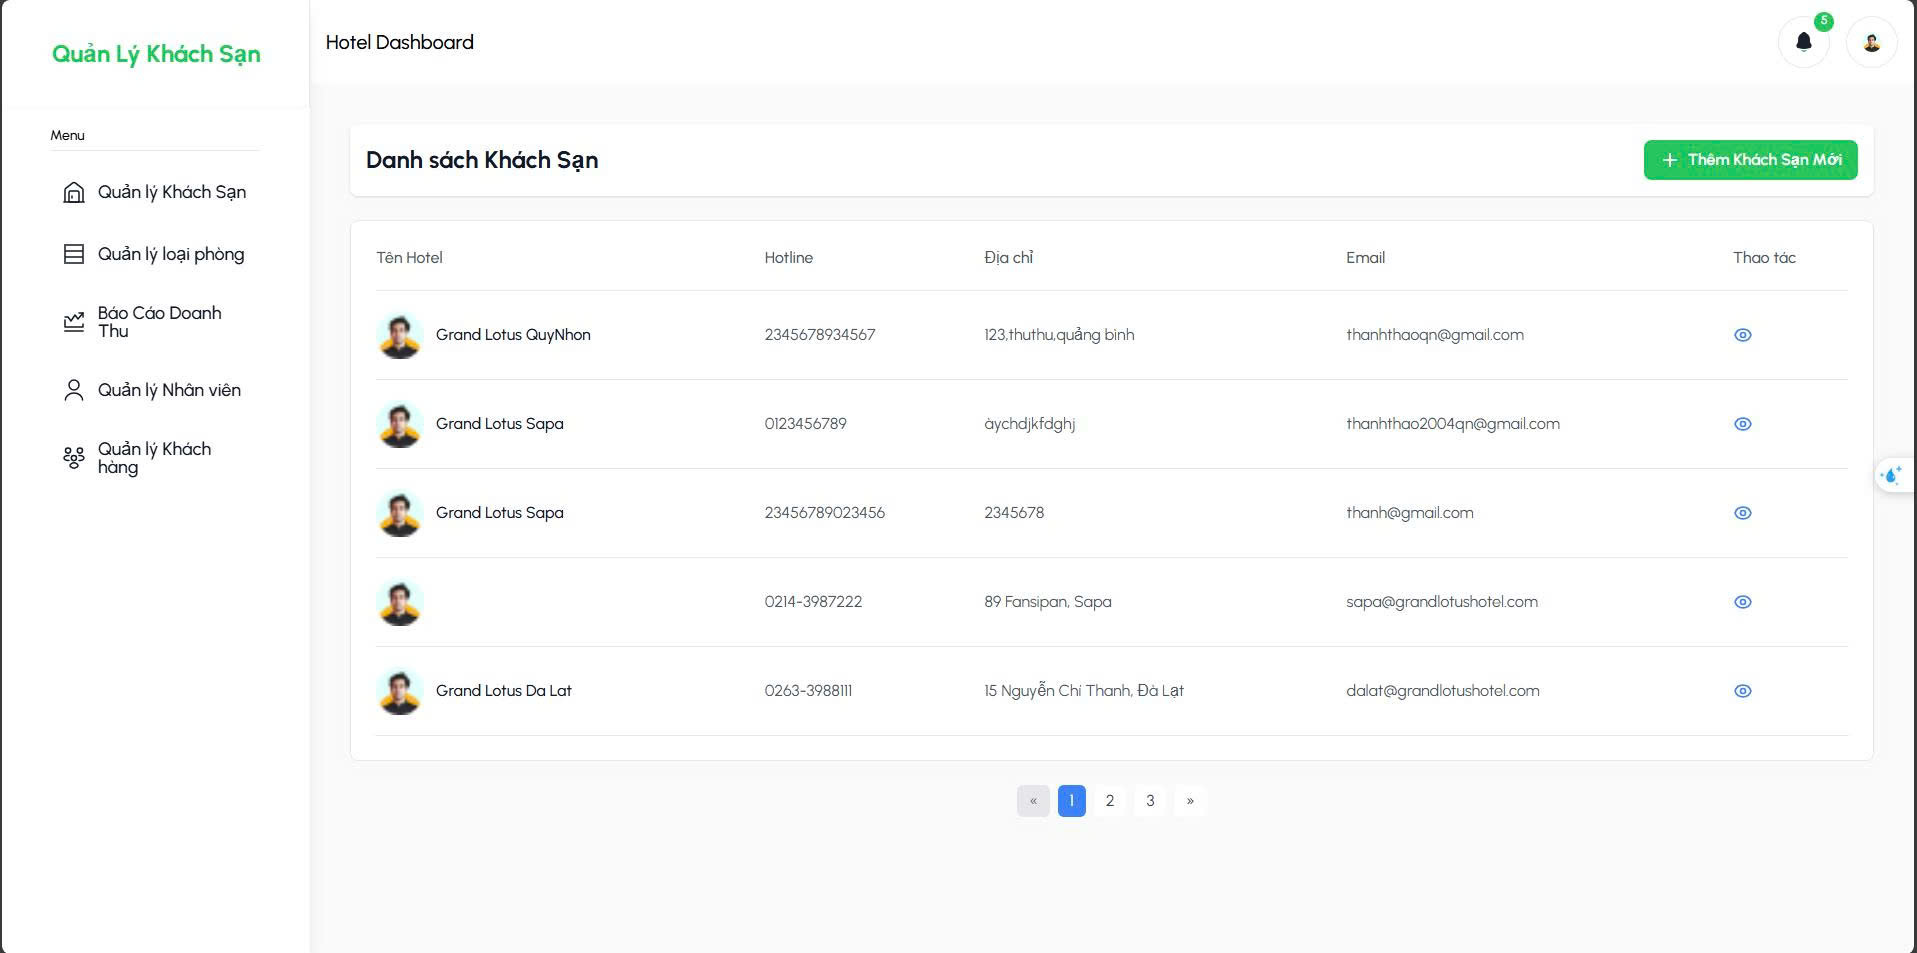 Quản Lý Khách Sạn
Hotel Dashboard
5
Menu
Quản lý Khách Sạn
Quản lý loại phòng
Báo Cáo Doanh
Thu
Quản lý Nhân viên
Quản lý Khách
hàng
Danh sách Khách Sạn
Thêm Khách Sạn Mới
Tên Hotel Hotline Địa chỉ Email Thao tác
Grand Lotus QuyNhon 2345678934567 123,thuthu,quảng bình thanhthaoqn@gmail.com
Grand Lotus Sapa 0123456789 àychdjkfdghj thanhthao2004qn@gmail.com
Grand Lotus Sapa 23456789023456 2345678 thanh@gmail.com
0214-3987222 89 Fansipan, Sapa sapa@grandlotushotel.com
Grand Lotus Da Lat 0263-3988111 15 Nguyễn Chí Thanh, Đà Lạt dalat@grandlotushotel.com
« 1 2 3 »